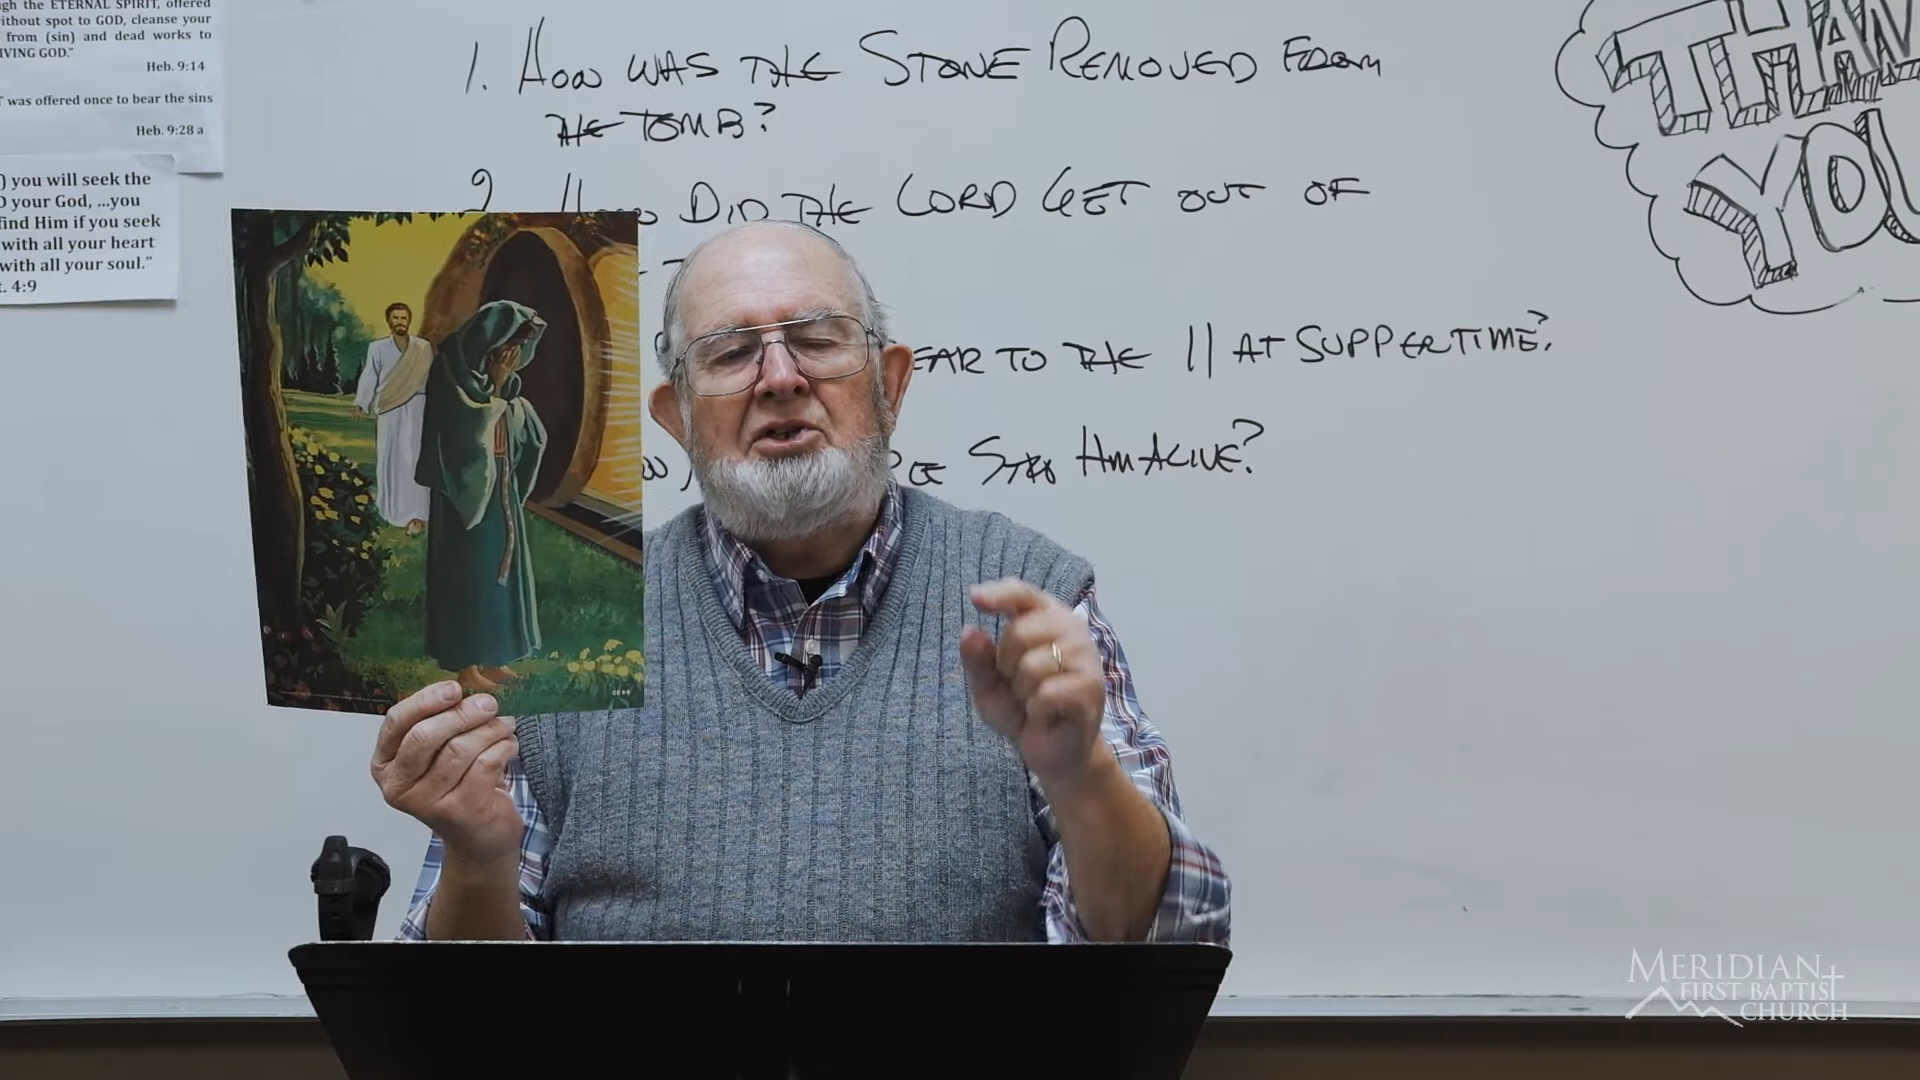 gh the ETERNAL SPIRIT, offered
ithout spot to GOD, cleanse your
from (sin) and dead works to
IVING GOD."
Heb. 9:14
T was offered once to bear the sins
Heb. 9:28 a
) you will seek the
D your God, ...you
find Him if you seek
with all your heart
with all your soul."
t. 4:9
1. HOW WAS THE STONE REMOVED FROM
THE TOMB?
2 DID THE LORD GET OUT OF
EAR TO THE 11 AT SUPPERTIME?
HIM ALIVE?
THAN
YOU
MERIDIAN
FIRST BAPTIST
CHURCH